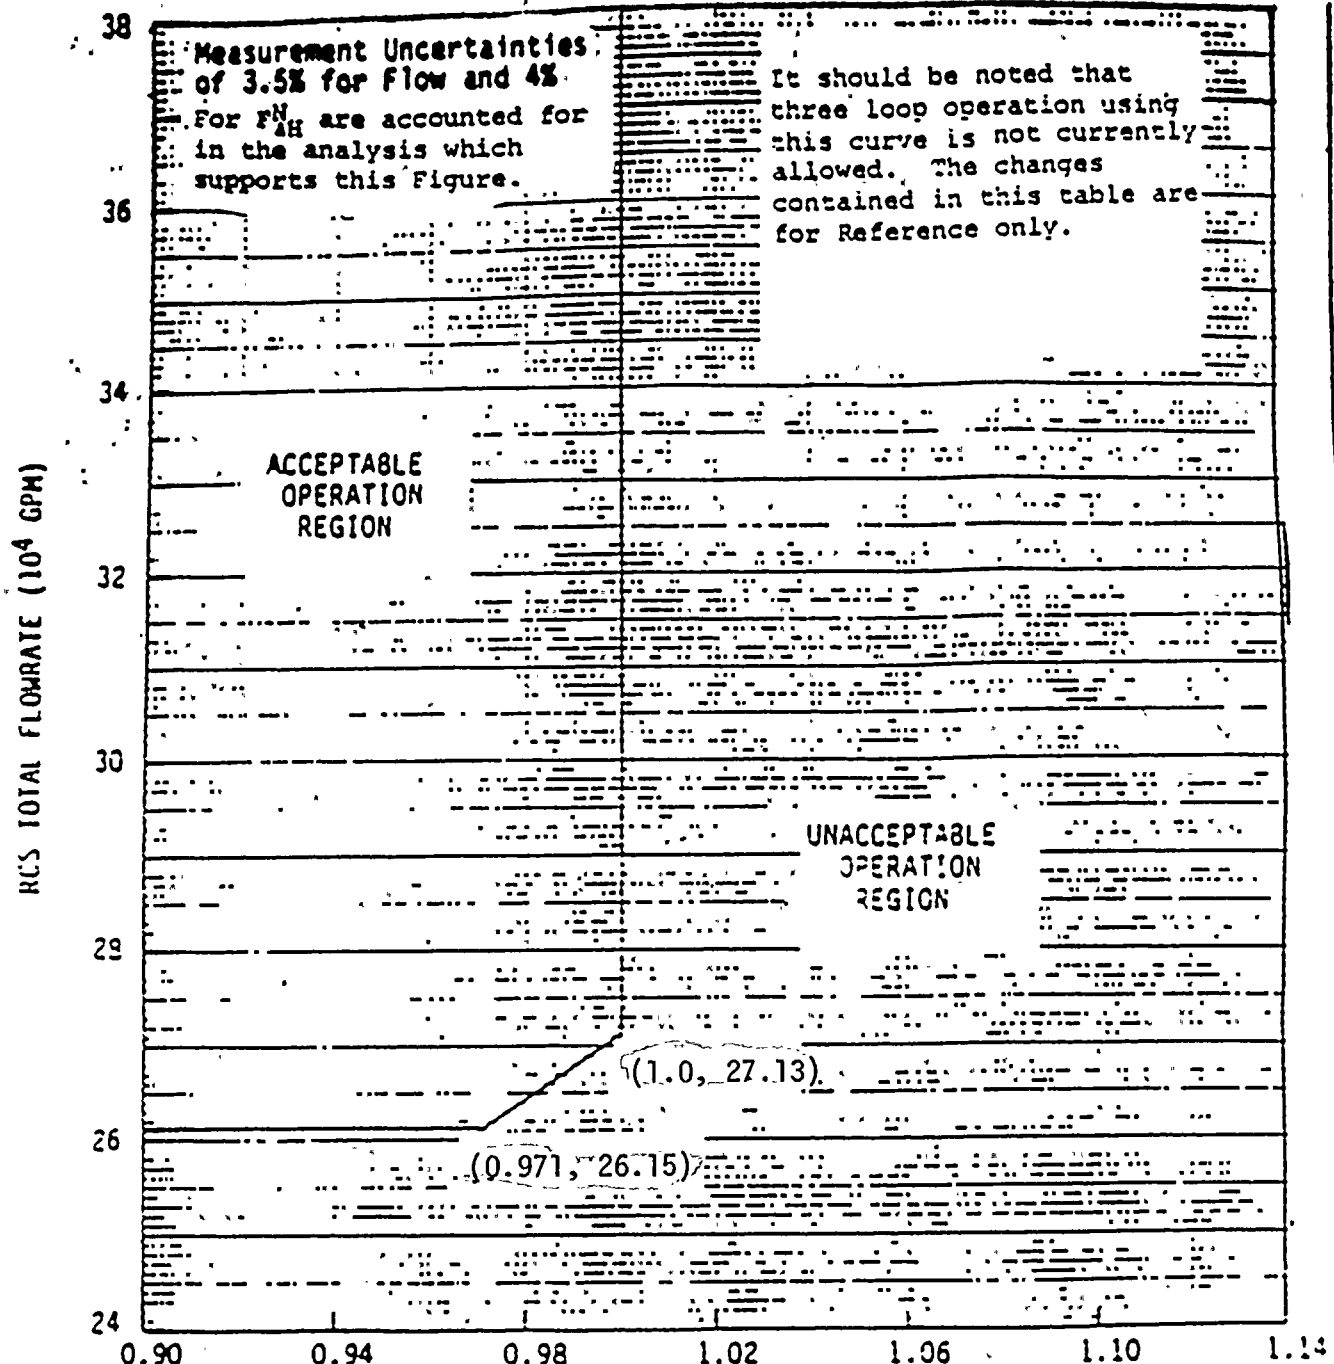 Measurement Uncertainties
of 3.5% for Flow and 4%
For F^N_ΔH are accounted for
in the analysis which
supports this Figure.
It should be noted that
three loop operation using
this curve is not currently
allowed. The changes
contained in this table are
for Reference only.
38
36
34
32
30
28
26
24
RCS TOTAL FLOWRATE (10⁴ GPM)
ACCEPTABLE
OPERATION
REGION
UNACCEPTABLE
OPERATION
REGION
(1.0, 27.13)
(0.971, 26.15)
0.90 0.94 0.98 1.02 1.06 1.10 1.14